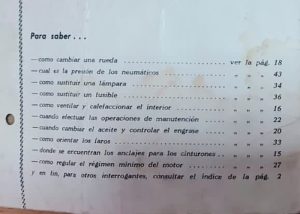 Para saber . . .
—como cambiar una rueda . . . . . . . . . . . ver la pág. 18
—cual es la presión de los neumáticos . . . . . . . . . » » » 43
—como sustituir una lámpara . . . . . . . . . . . » » » 34
—como sustituir un fusible . . . . . . . . . . . . » » » 36
—como ventilar y calefaccionar el interior . . . . . . . . » » » 16
—cuando efectuar las operaciones de manutención . . . . . . » » » 22
—cuando cambiar el aceite y controlar el engrase . . . . . . » » » 20
—como orientar los faros . . . . . . . . . . . . » » » 33
—donde se encuentran los anclajes para los cinturones . . . . . » » » 15
—como regular el régimen mínimo del motor . . . . . . . » » » 27
y en fin, para otros interrogantes, consultar el índice de la pág. 2